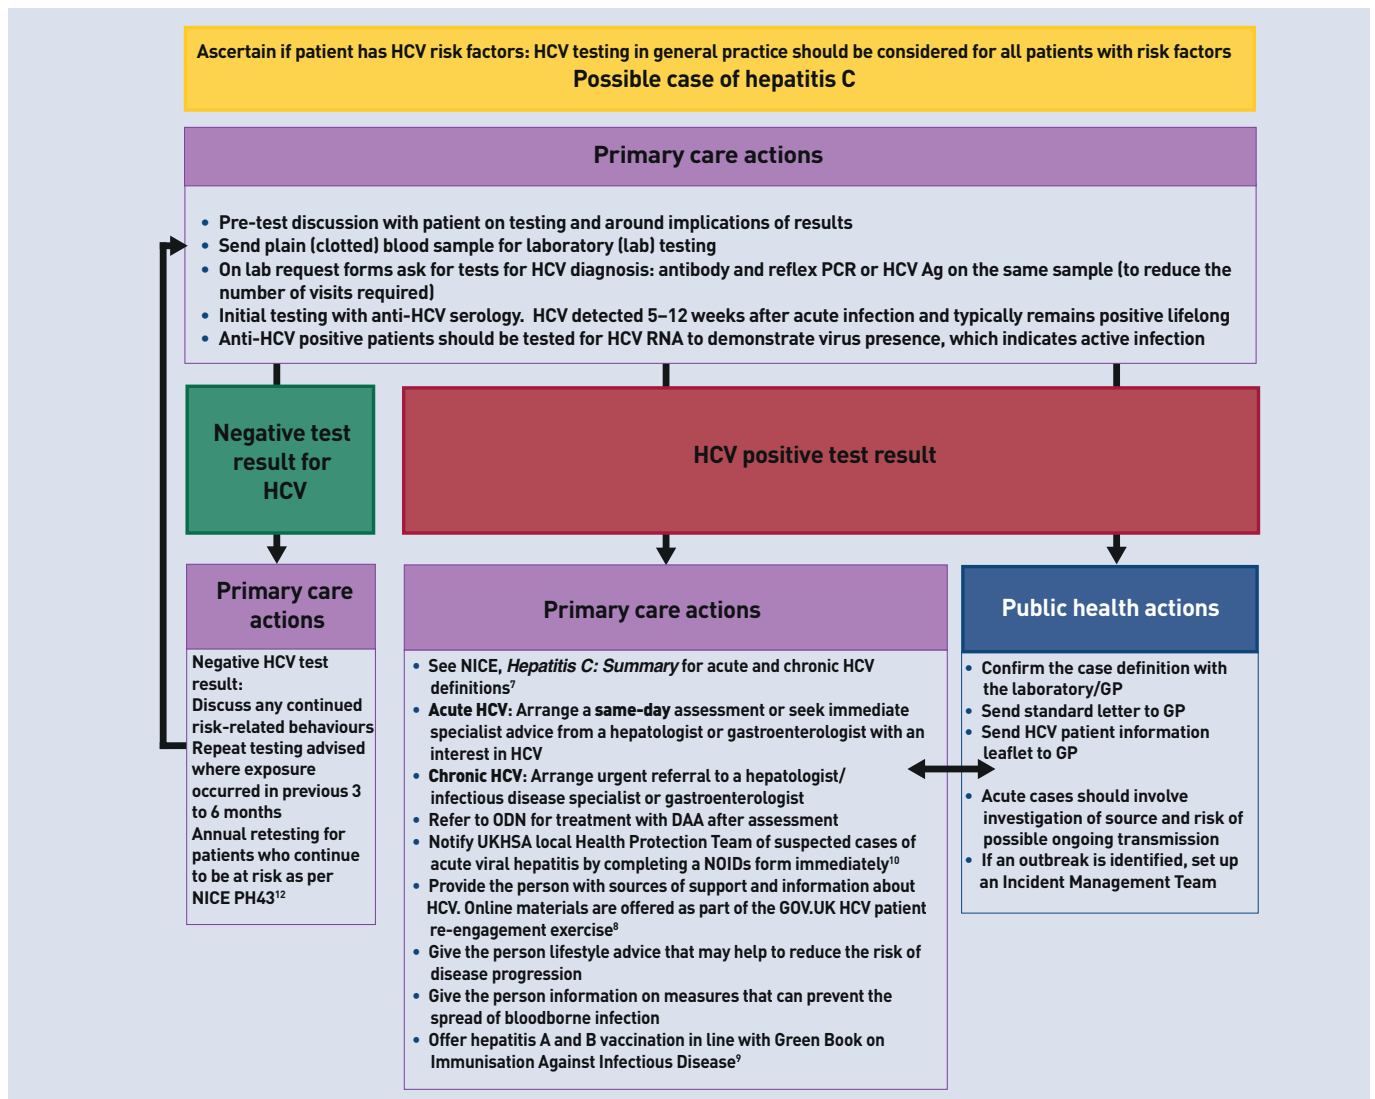 Ascertain if patient has HCV risk factors: HCV testing in general practice should be considered for all patients with risk factors
Possible case of hepatitis C
Primary care actions
• Pre-test discussion with patient on testing and around implications of results
• Send plain (clotted) blood sample for laboratory (lab) testing
• On lab request forms ask for tests for HCV diagnosis: antibody and reflex PCR or HCV Ag on the same sample (to reduce the
number of visits required)
• Initial testing with anti-HCV serology. HCV detected 5–12 weeks after acute infection and typically remains positive lifelong
• Anti-HCV positive patients should be tested for HCV RNA to demonstrate virus presence, which indicates active infection
Negative test
result for
HCV
HCV positive test result
Primary care
actions
Negative HCV test
result:
Discuss any continued
risk-related behaviours
Repeat testing advised
where exposure
occurred in previous 3
to 6 months
Annual retesting for
patients who continue
to be at risk as per
NICE PH43¹²
Primary care actions
• See NICE, Hepatitis C: Summary for acute and chronic HCV
definitions⁷
• Acute HCV: Arrange a same-day assessment or seek immediate
specialist advice from a hepatologist or gastroenterologist with an
interest in HCV
• Chronic HCV: Arrange urgent referral to a hepatologist/
infectious disease specialist or gastroenterologist
• Refer to ODN for treatment with DAA after assessment
• Notify UKHSA local Health Protection Team of suspected cases of
acute viral hepatitis by completing a NOIDs form immediately¹⁰
• Provide the person with sources of support and information about
HCV. Online materials are offered as part of the GOV.UK HCV patient
re-engagement exercise⁸
• Give the person lifestyle advice that may help to reduce the risk of
disease progression
• Give the person information on measures that can prevent the
spread of bloodborne infection
• Offer hepatitis A and B vaccination in line with Green Book on
Immunisation Against Infectious Disease⁹
Public health actions
• Confirm the case definition with
the laboratory/GP
• Send standard letter to GP
• Send HCV patient information
leaflet to GP
• Acute cases should involve
investigation of source and risk of
possible ongoing transmission
• If an outbreak is identified, set up
an Incident Management Team